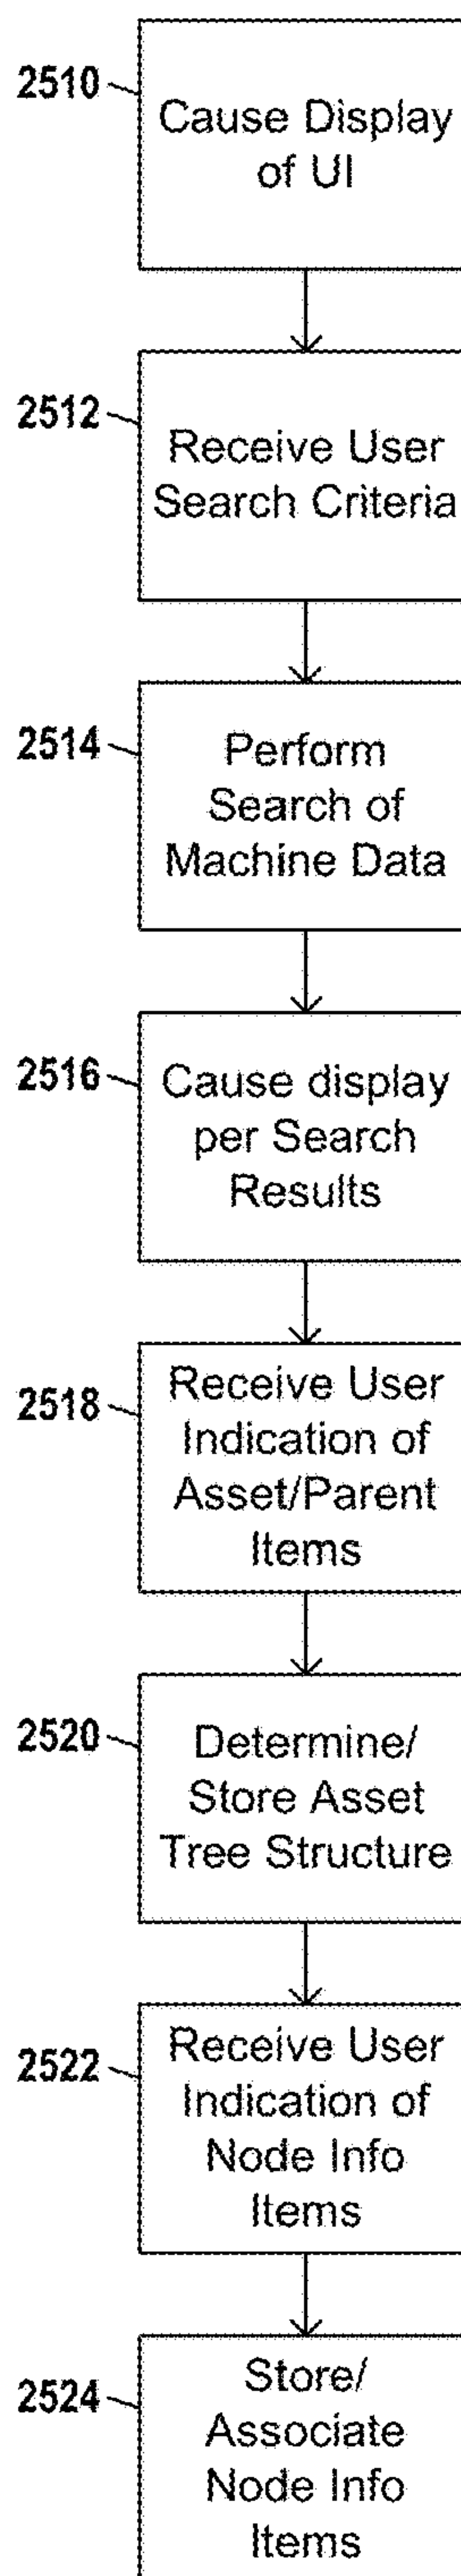 2510
Cause Display
of UI
2512
Receive User
Search Criteria
2514
Perform
Search of
Machine Data
2516
Cause display
per Search
Results
2518
Receive User
Indication of
Asset/Parent
Items
2520
Determine/
Store Asset
Tree Structure
2522
Receive User
Indication of
Node Info
Items
2524
Store/
Associate
Node Info
Items